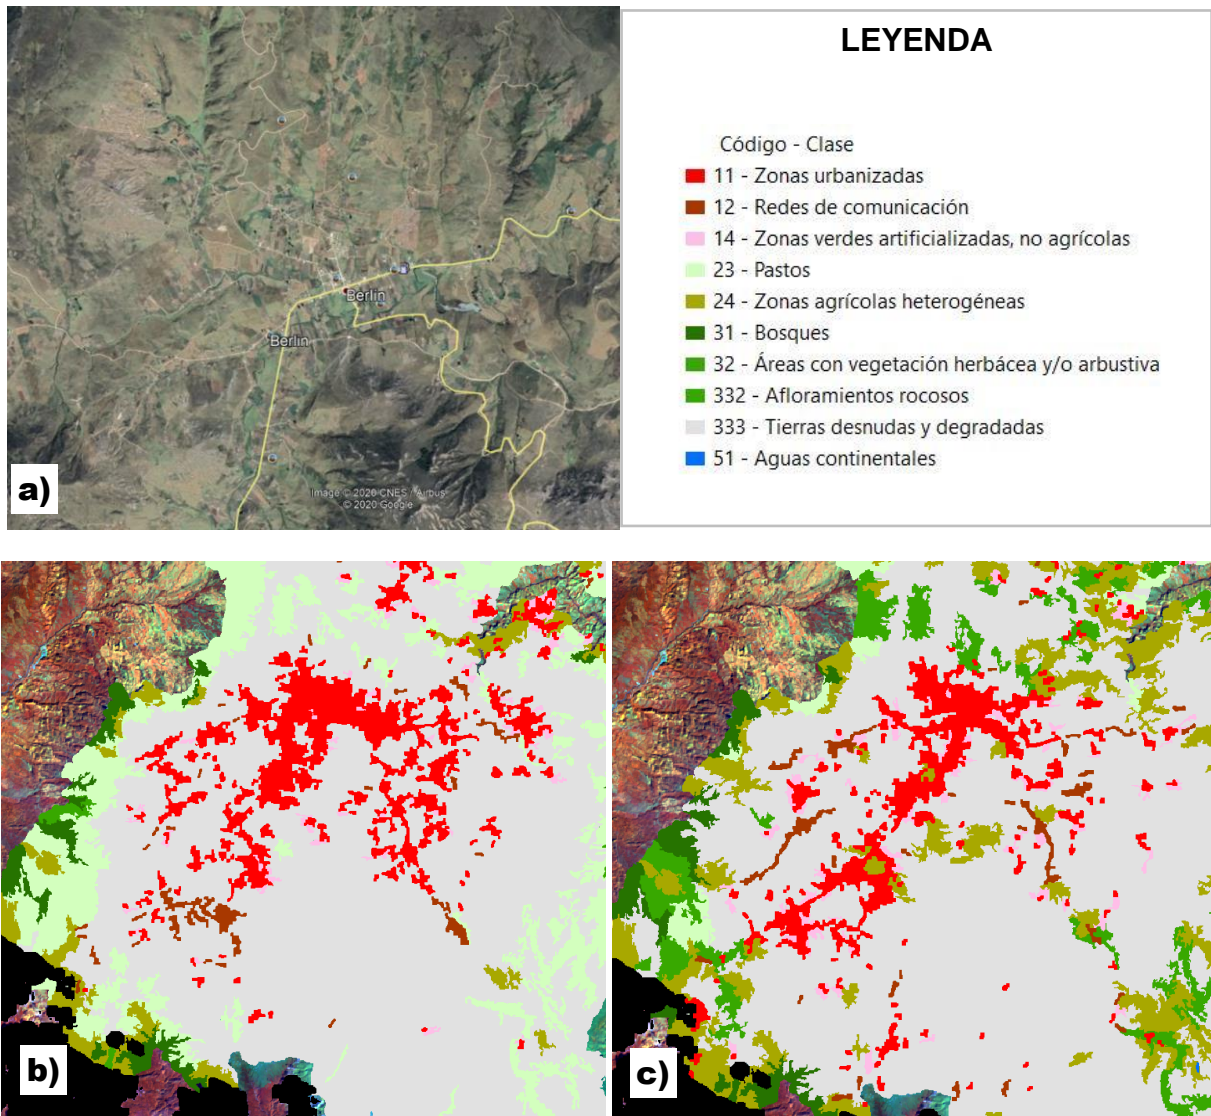 LEYENDA
Código - Clase
11 - Zonas urbanizadas
12 - Redes de comunicación
14 - Zonas verdes artificializadas, no agrícolas
23 - Pastos
24 - Zonas agrícolas heterogéneas
31 - Bosques
32 - Áreas con vegetación herbácea y/o arbustiva
332 - Afloramientos rocosos
333 - Tierras desnudas y degradadas
51 - Aguas continentales
Berlin
Berlin
a)
Image © 2020 CNES / Airbus
© 2020 Google
b)
c)